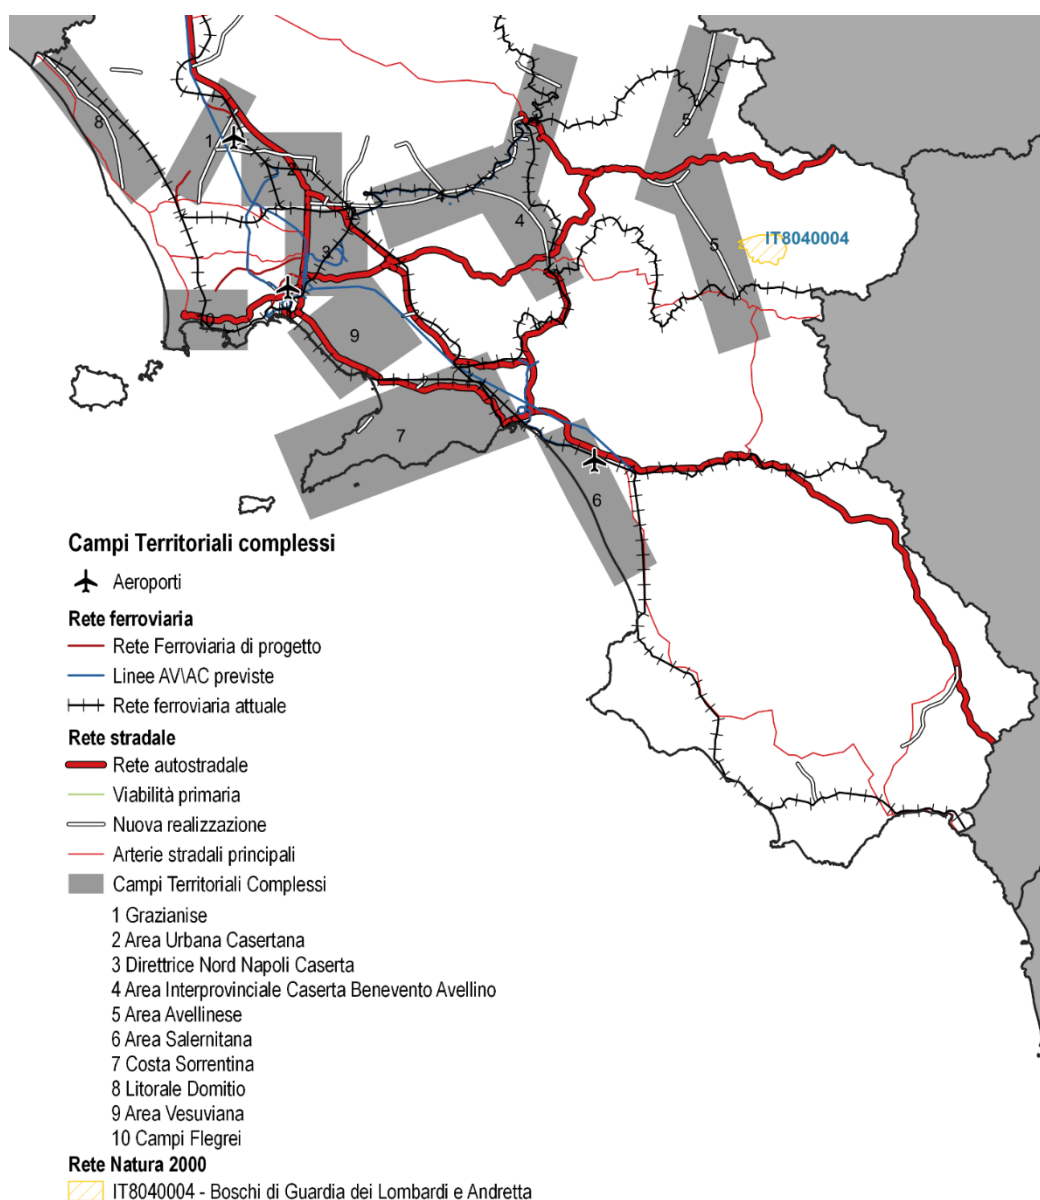 8
1
2
4
3
4
5
5
IT8040004
10
9
7
6
Campi Territoriali complessi
Aeroporti
Rete ferroviaria
Rete Ferroviaria di progetto
Linee AV\AC previste
Rete ferroviaria attuale
Rete stradale
Rete autostradale
Viabilità primaria
Nuova realizzazione
Arterie stradali principali
Campi Territoriali Complessi
1 Grazianise
2 Area Urbana Casertana
3 Direttrice Nord Napoli Caserta
4 Area Interprovinciale Caserta Benevento Avellino
5 Area Avellinese
6 Area Salernitana
7 Costa Sorrentina
8 Litorale Domitio
9 Area Vesuviana
10 Campi Flegrei
Rete Natura 2000
IT8040004 - Boschi di Guardia dei Lombardi e Andretta